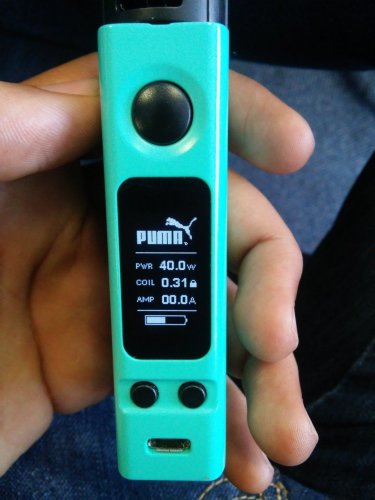 PUMA
PWR 40.0W
COIL 0.31
AMP 00.0A